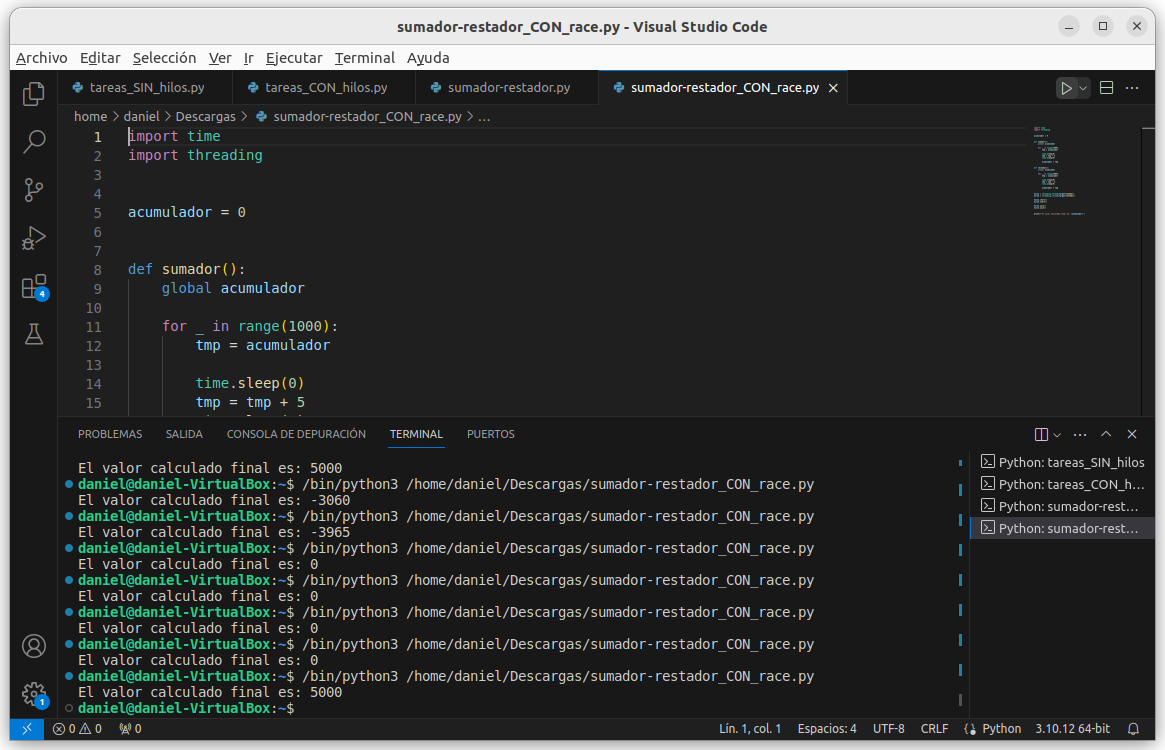 sumador-restador_CON_race.py - Visual Studio Code
Archivo Editar Selección Ver Ir Ejecutar Terminal Ayuda
tareas_SIN_hilos.py tareas_CON_hilos.py sumador-restador.py sumador-restador_CON_race.py
home > daniel > Descargas > sumador-restador_CON_race.py > ...
1 import time
2 import threading
3
4
5 acumulador = 0
6
7
8 def sumador():
9 global acumulador
10
11 for _ in range(1000):
12 tmp = acumulador
13
14 time.sleep(0)
15 tmp = tmp + 5
4
PROBLEMAS SALIDA CONSOLA DE DEPURACIÓN TERMINAL PUERTOS
El valor calculado final es: 5000
daniel@daniel-VirtualBox:~$ /bin/python3 /home/daniel/Descargas/sumador-restador_CON_race.py
El valor calculado final es: -3060
daniel@daniel-VirtualBox:~$ /bin/python3 /home/daniel/Descargas/sumador-restador_CON_race.py
El valor calculado final es: -3965
daniel@daniel-VirtualBox:~$ /bin/python3 /home/daniel/Descargas/sumador-restador_CON_race.py
El valor calculado final es: 0
daniel@daniel-VirtualBox:~$ /bin/python3 /home/daniel/Descargas/sumador-restador_CON_race.py
El valor calculado final es: 0
daniel@daniel-VirtualBox:~$ /bin/python3 /home/daniel/Descargas/sumador-restador_CON_race.py
El valor calculado final es: 0
daniel@daniel-VirtualBox:~$ /bin/python3 /home/daniel/Descargas/sumador-restador_CON_race.py
El valor calculado final es: 0
daniel@daniel-VirtualBox:~$ /bin/python3 /home/daniel/Descargas/sumador-restador_CON_race.py
El valor calculado final es: 5000
daniel@daniel-VirtualBox:~$
Python: tareas_SIN_hilos
Python: tareas_CON_h...
Python: sumador-rest...
Python: sumador-rest...
1
0 0 0 Lín. 1, col. 1 Espacios: 4 UTF-8 CRLF Python 3.10.12 64-bit